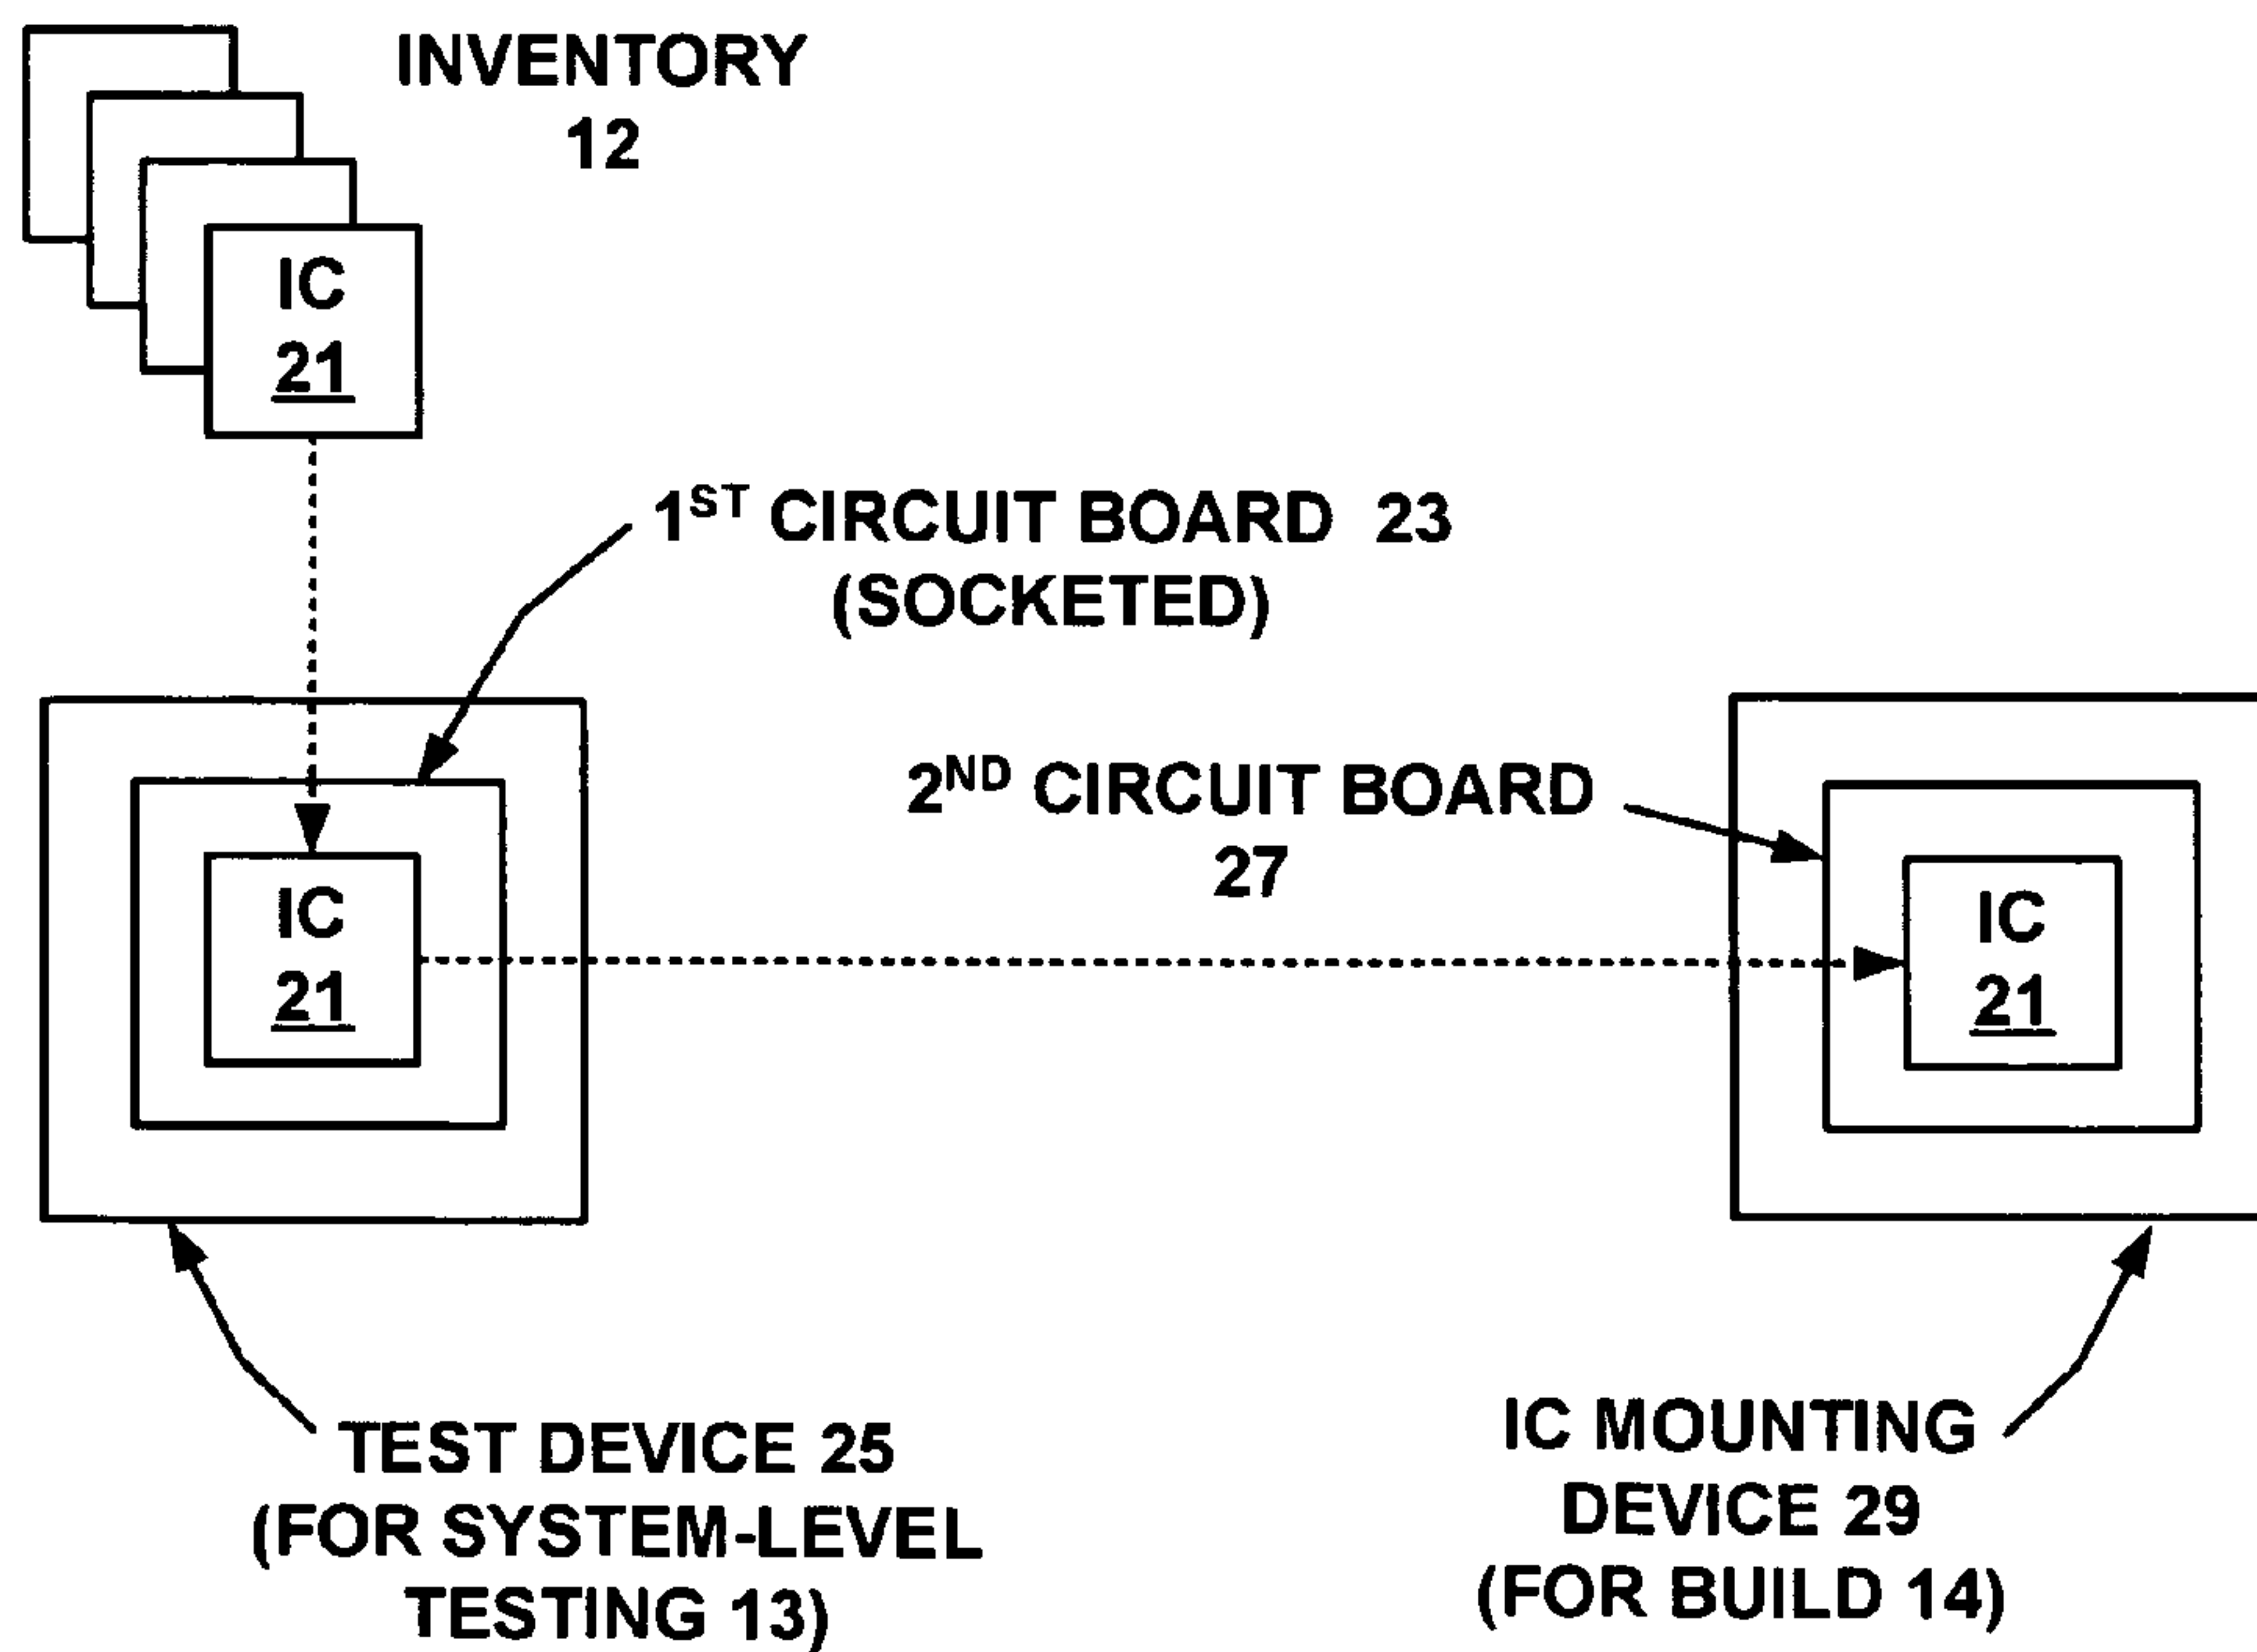 INVENTORY
12
IC
21
1ST CIRCUIT BOARD 23
(SOCKETED)
2ND CIRCUIT BOARD
27
IC
21
IC
21
TEST DEVICE 25
(FOR SYSTEM-LEVEL
TESTING 13)
IC MOUNTING
DEVICE 29
(FOR BUILD 14)